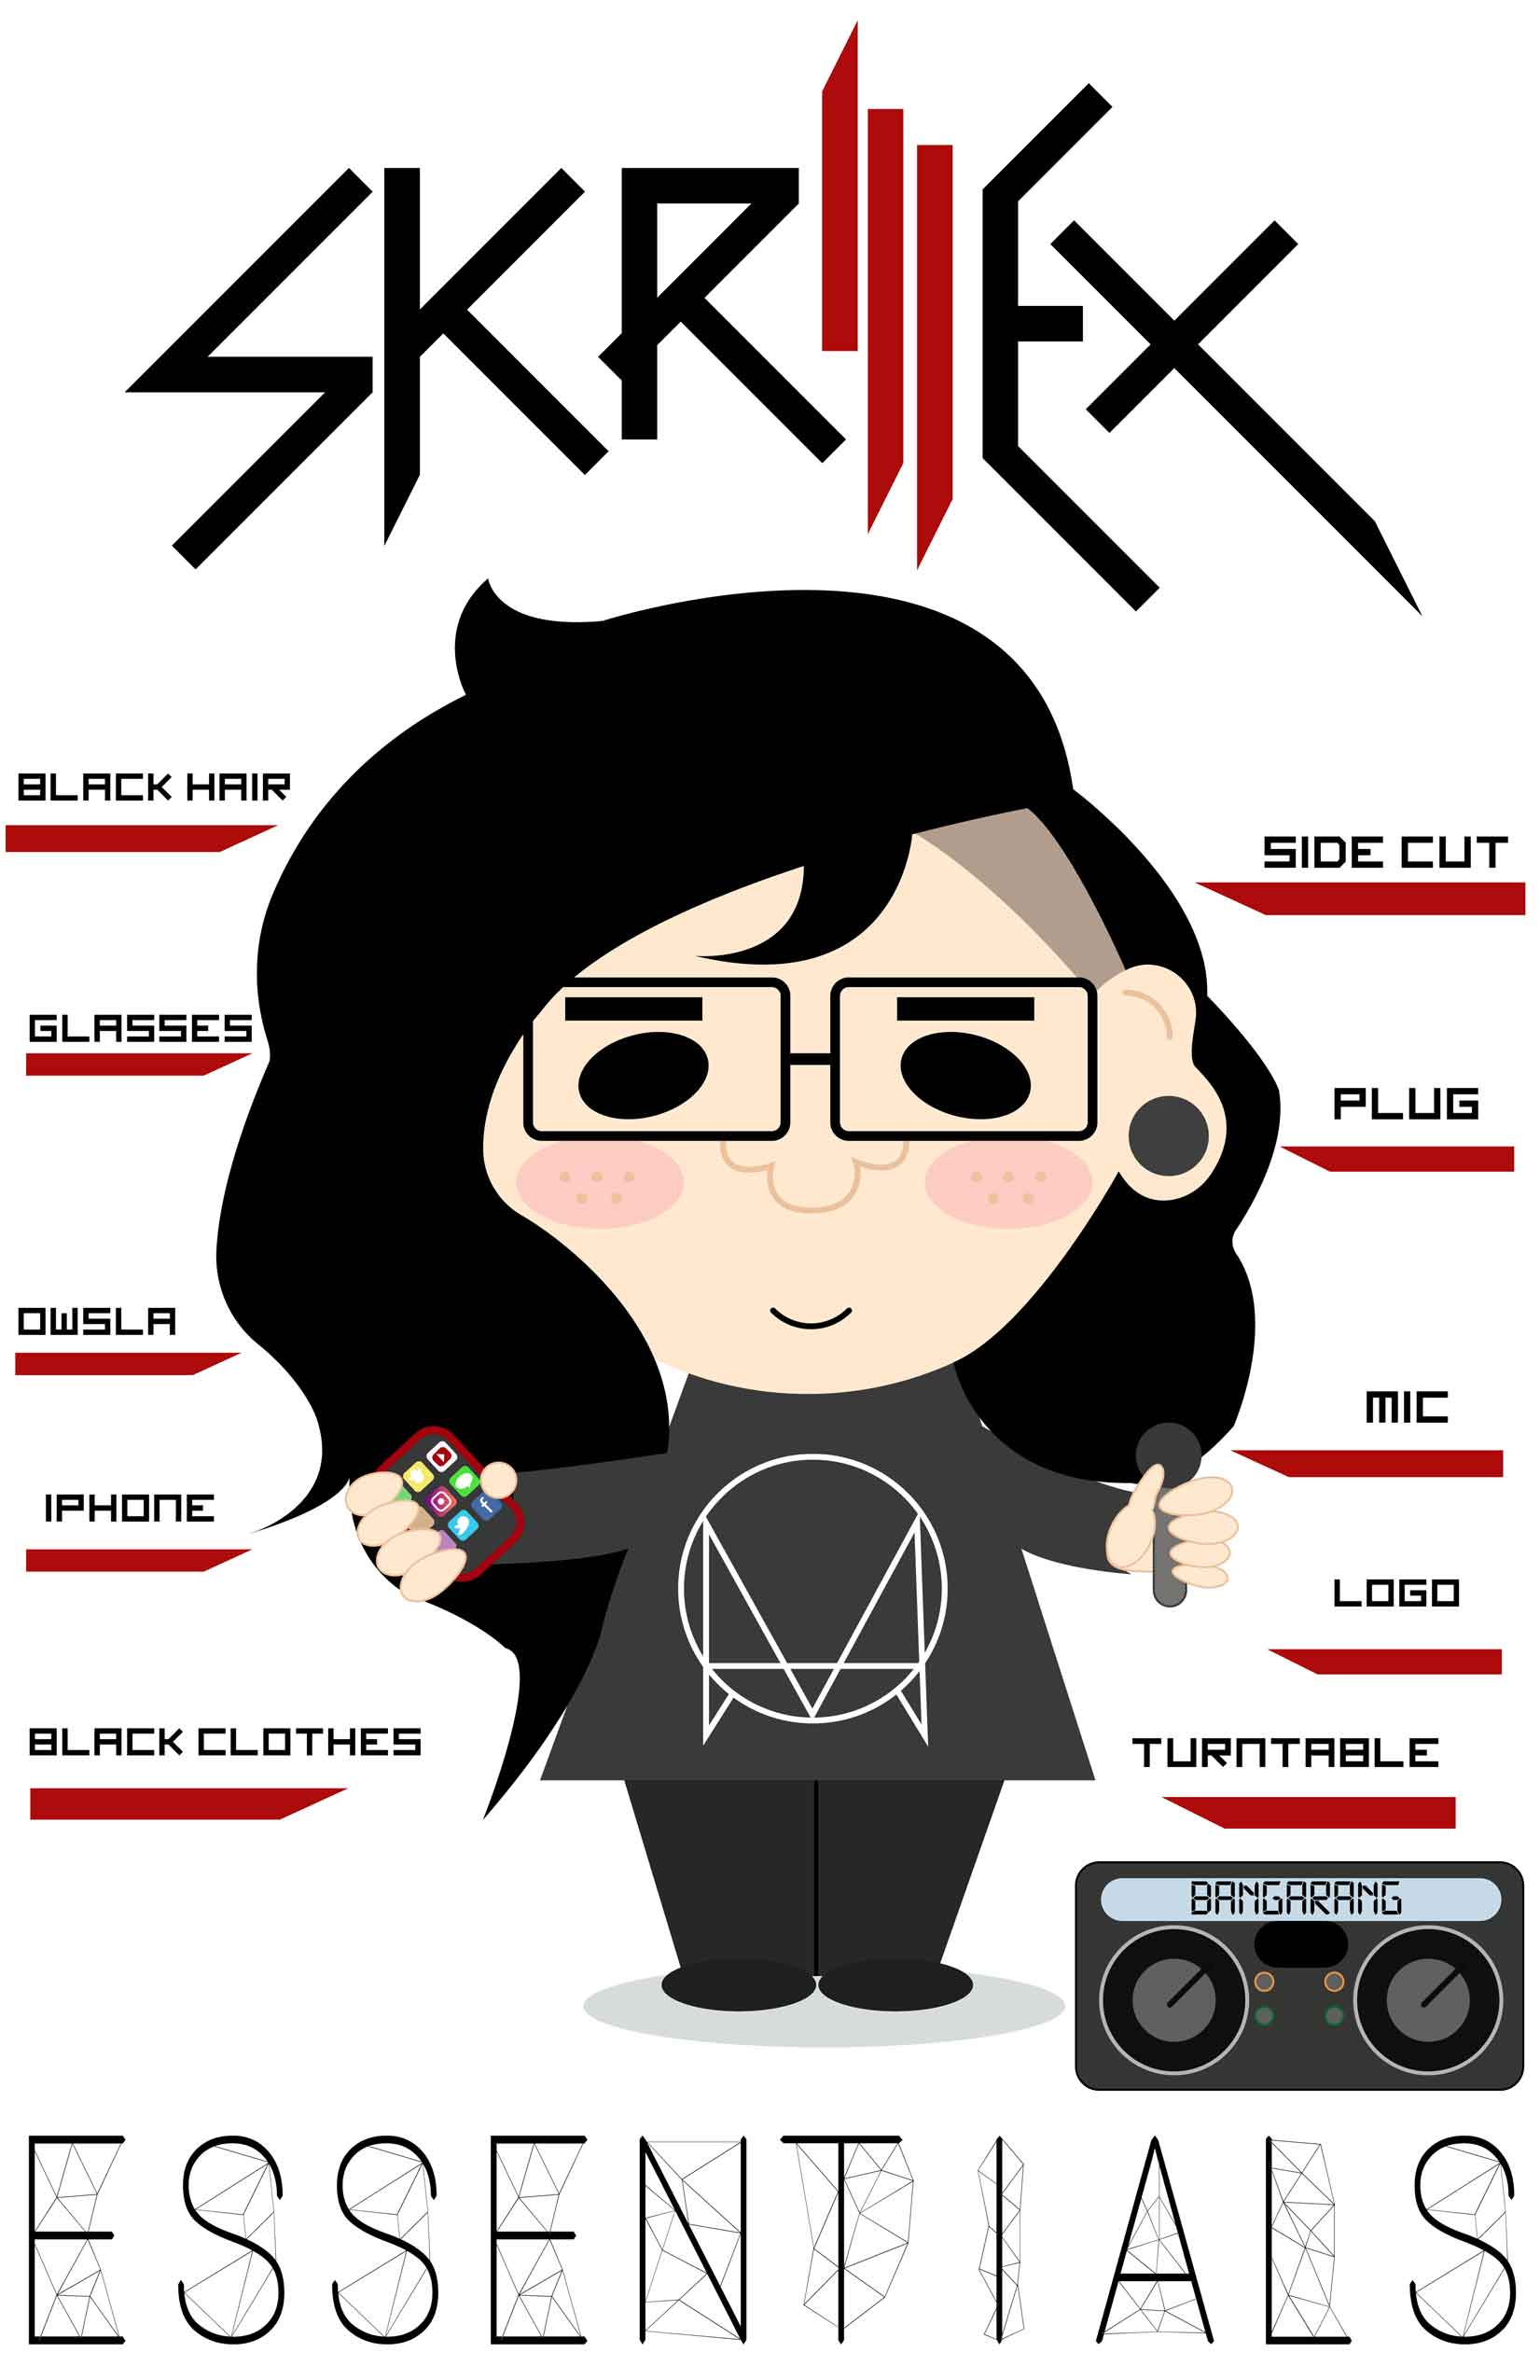 SKRILLEX
BLACK HAIR
SIDE CUT
GLASSES
PLUG
OWSLA
MIC
IPHONE
LOGO
BLACK CLOTHES
TURNTABLE
BANGARANG
ESSENTIALS